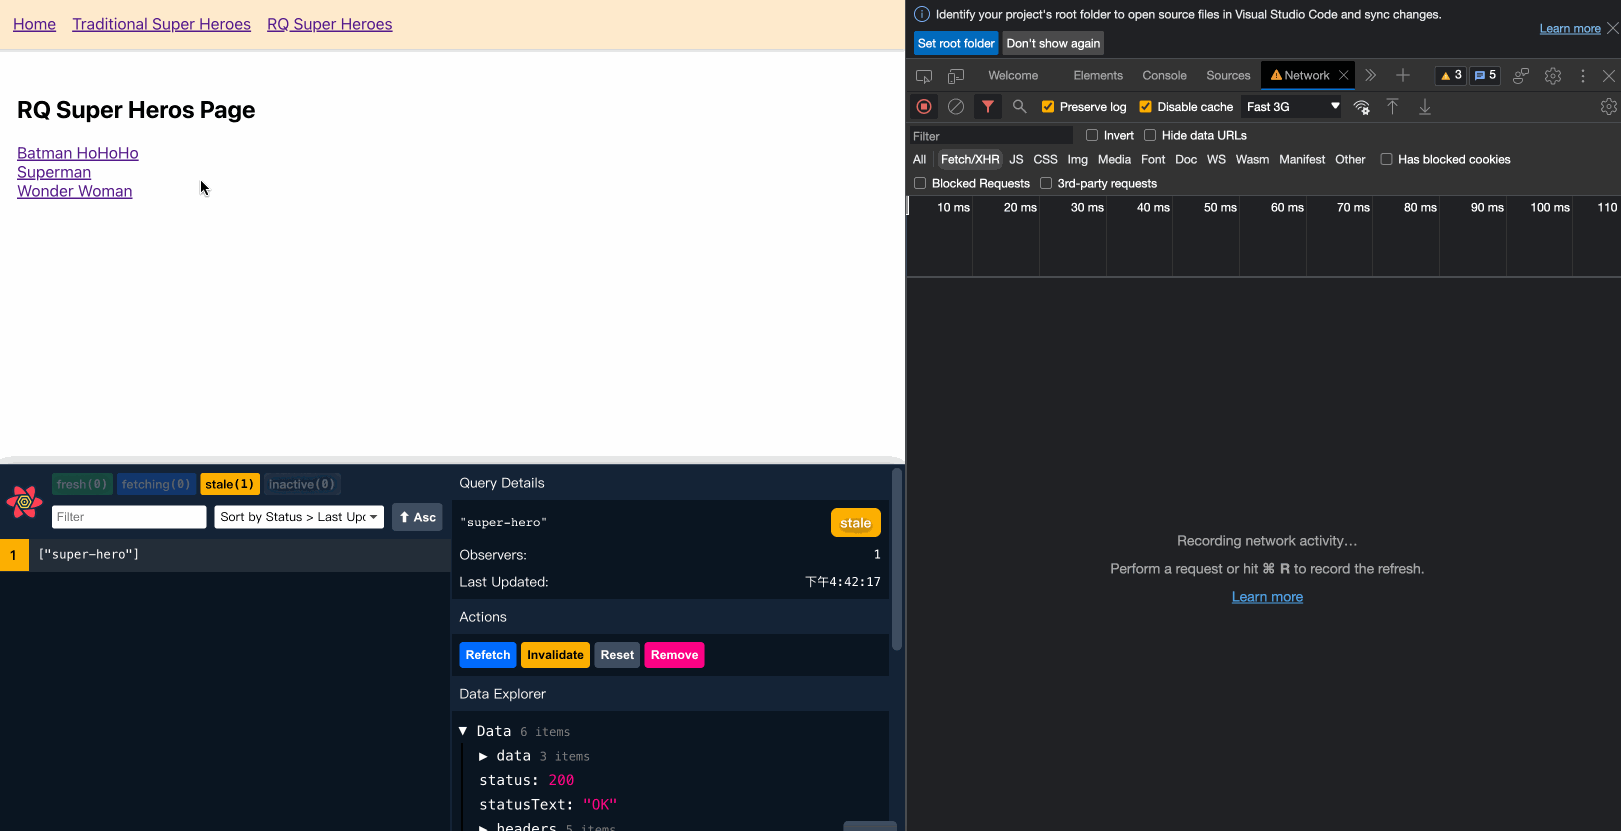 Home Traditional Super Heroes RQ Super Heroes
RQ Super Heros Page
Batman HoHoHo
Superman
Wonder Woman
fresh(0) fetching(0) stale(1) inactive(0)
Filter Sort by Status > Last Up Asc
1 ["super-hero"]
Query Details
"super-hero" stale
Observers: 1
Last Updated: 下午4:42:17
Actions
Refetch Invalidate Reset Remove
Data Explorer
▼ Data 6 items
▶ data 3 items
status: 200
statusText: "OK"
▶ headers 5 items
Identify your project's root folder to open source files in Visual Studio Code and sync changes.
Learn more
Set root folder Don't show again
Welcome Elements Console Sources Network 3 5
Preserve log Disable cache Fast 3G
Filter Invert Hide data URLs
All Fetch/XHR JS CSS Img Media Font Doc WS Wasm Manifest Other Has blocked cookies
Blocked Requests 3rd-party requests
10 ms 20 ms 30 ms 40 ms 50 ms 60 ms 70 ms 80 ms 90 ms 100 ms 110
Recording network activity…
Perform a request or hit ⌘ R to record the refresh.
Learn more